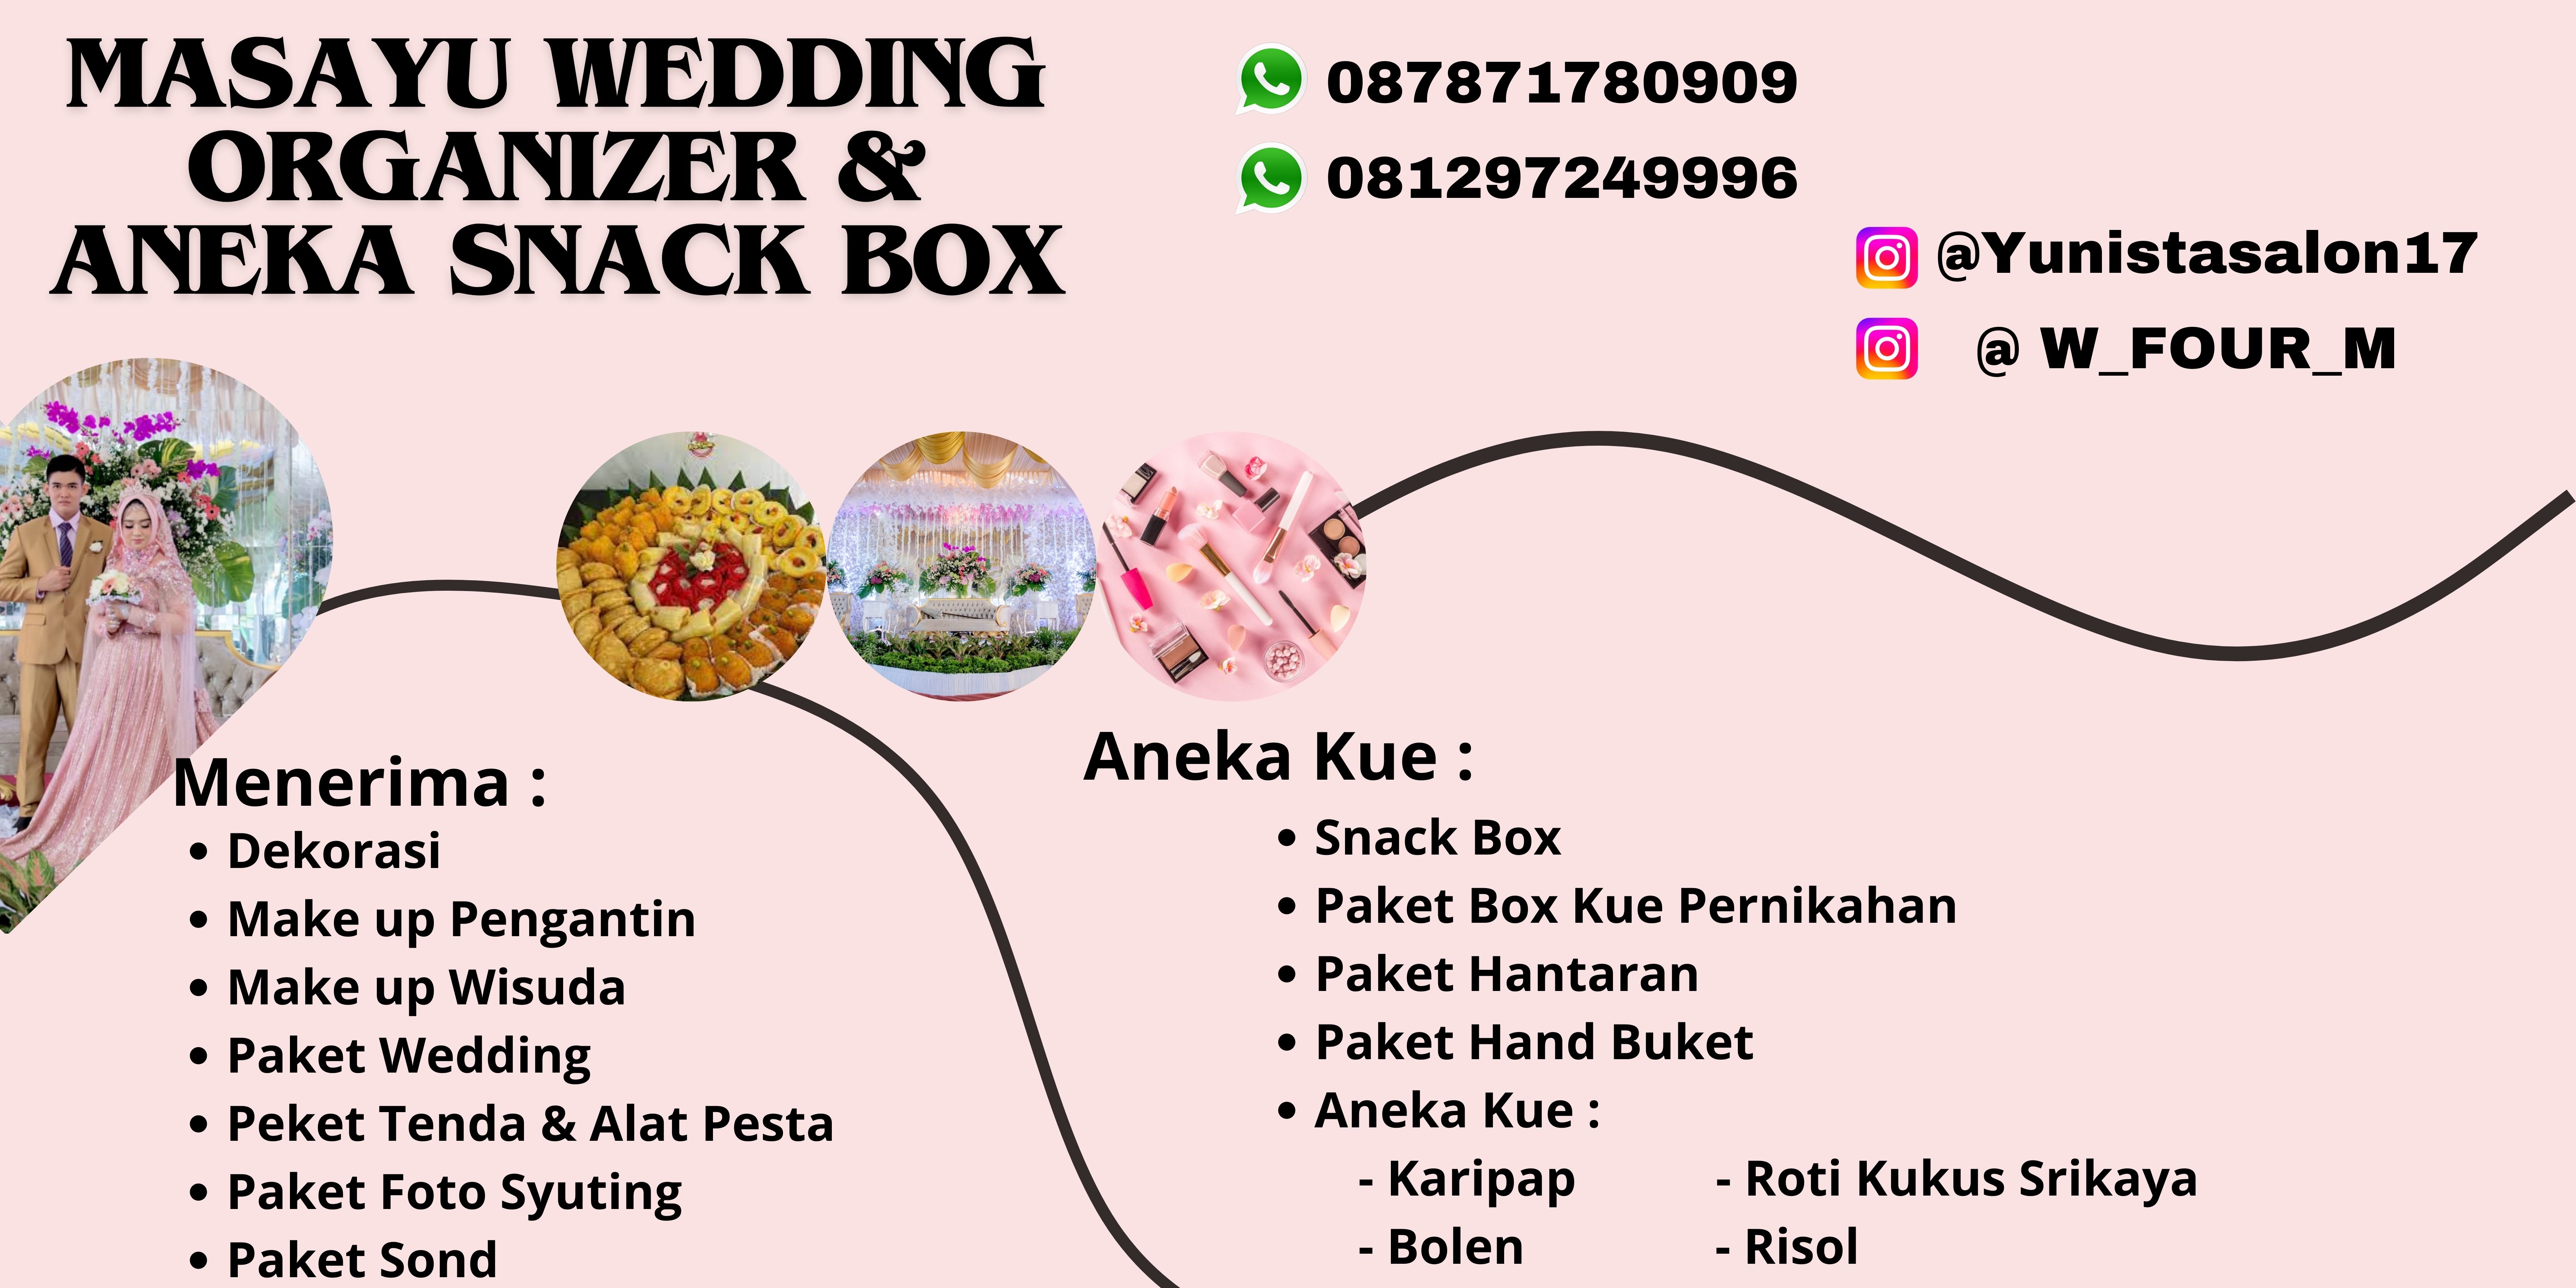 MASAYU WEDDING
ORGANIZER &
ANEKA SNACK BOX
087871780909
081297249996
@Yunistasalon17
@ W_FOUR_M
Menerima :
• Dekorasi
• Make up Pengantin
• Make up Wisuda
• Paket Wedding
• Peket Tenda & Alat Pesta
• Paket Foto Syuting
• Paket Sond
Aneka Kue :
• Snack Box
• Paket Box Kue Pernikahan
• Paket Hantaran
• Paket Hand Buket
• Aneka Kue :
- Karipap - Roti Kukus Srikaya
- Bolen - Risol